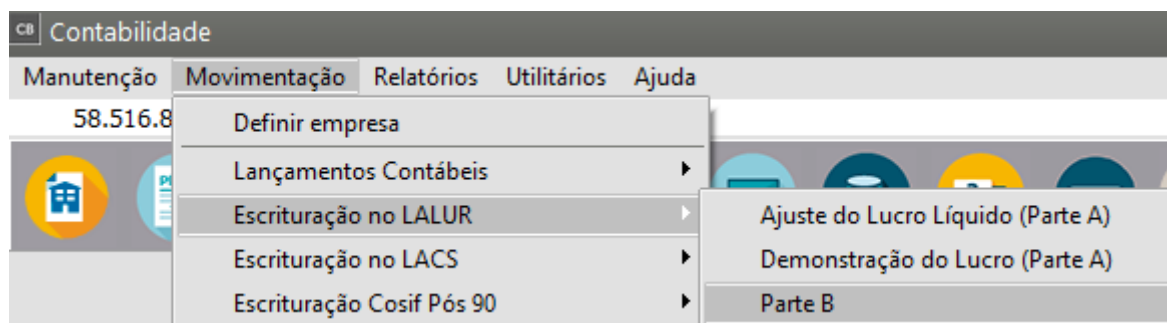 CB Contabilidade
Manutenção Movimentação Relatórios Utilitários Ajuda
58.516.8
Definir empresa
Lançamentos Contábeis
Escrituração no LALUR
Ajuste do Lucro Líquido (Parte A)
Escrituração no LACS
Demonstração do Lucro (Parte A)
Escrituração Cosif Pós 90
Parte B